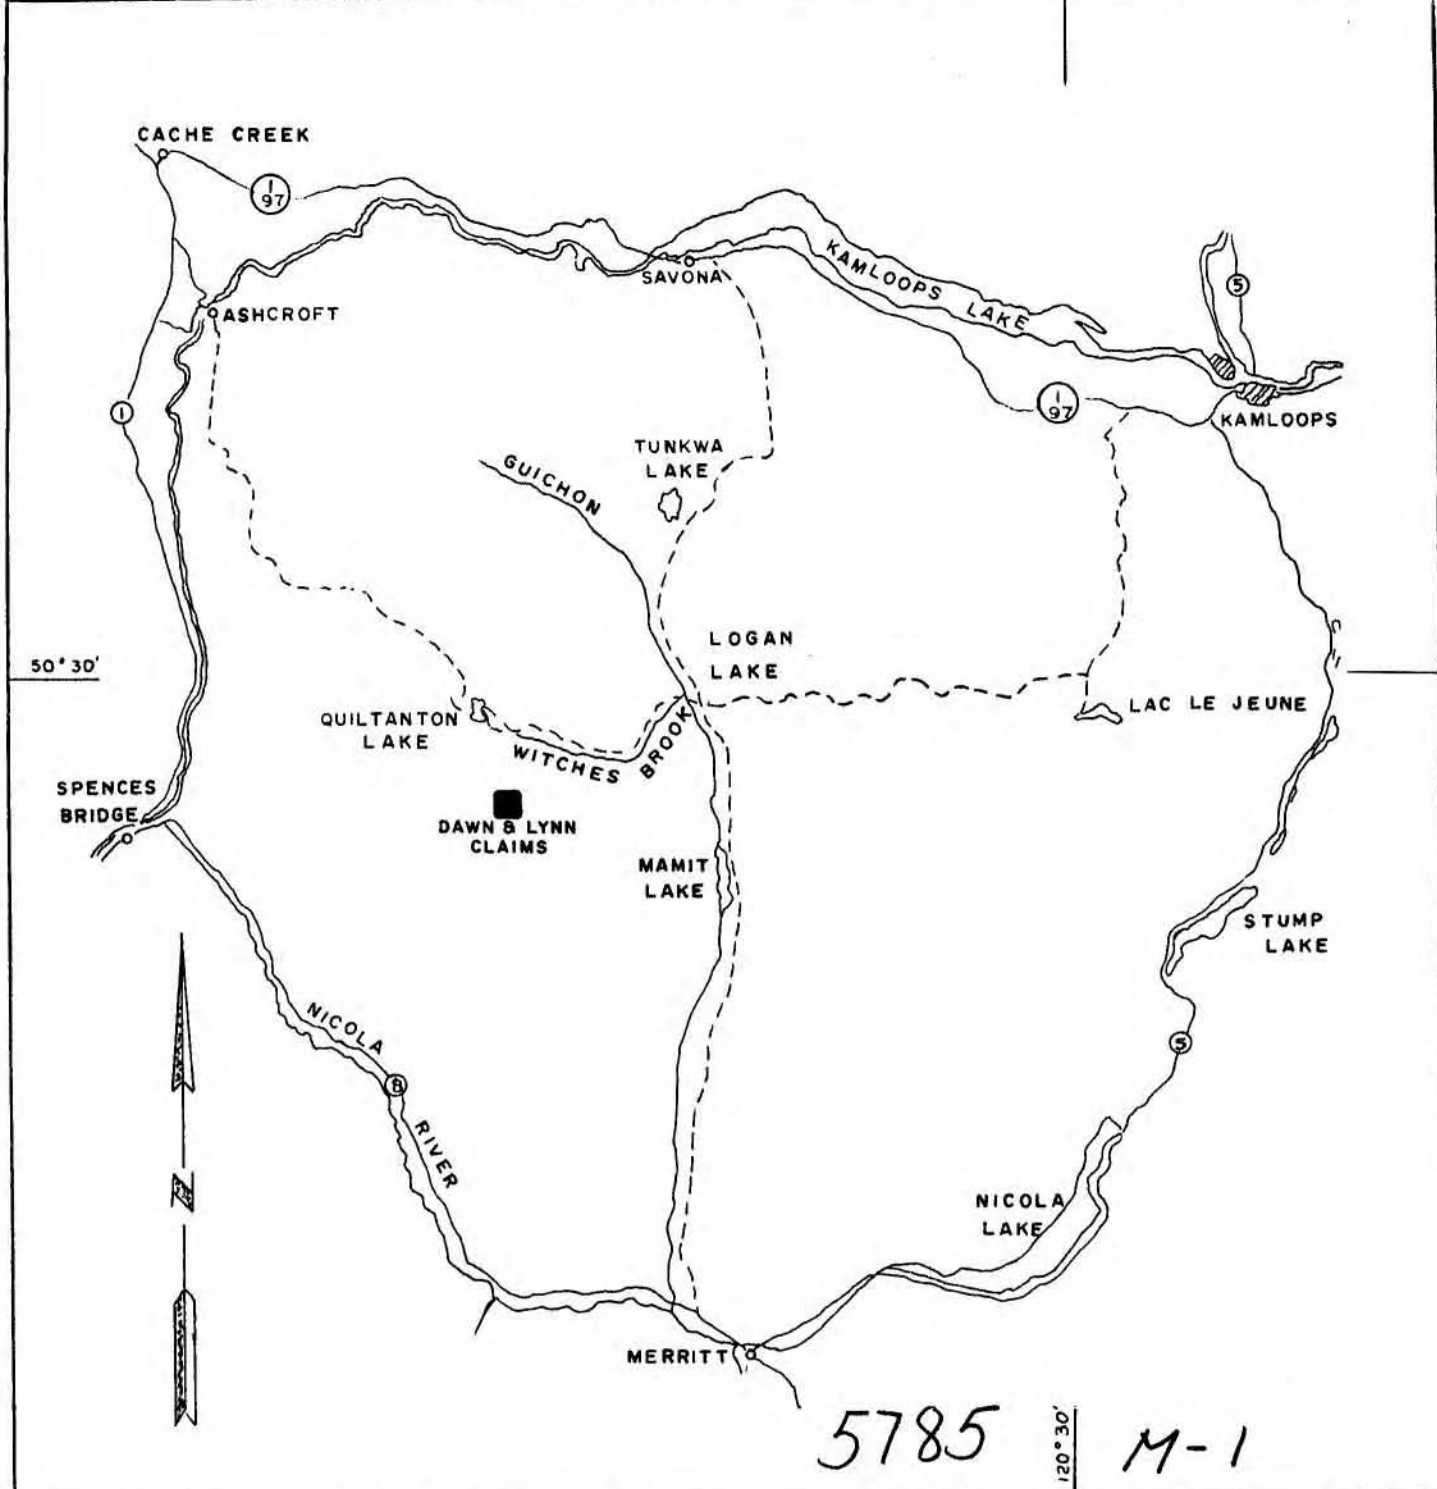 CACHE CREEK
1
97
SAVONA
KAMLOOPS LAKE
5
ASHCROFT
1
1
97
KAMLOOPS
TUNKWA
LAKE
GUICHON
LOGAN
LAKE
50°30'
LAC LE JEUNE
QUILTANTON
LAKE
WITCHES BROOK
SPENCES
BRIDGE
DAWN & LYNN
CLAIMS
MAMIT
LAKE
STUMP
LAKE
NICOLA RIVER
8
5
N
NICOLA
LAKE
MERRITT
5785
120°30'
M-1